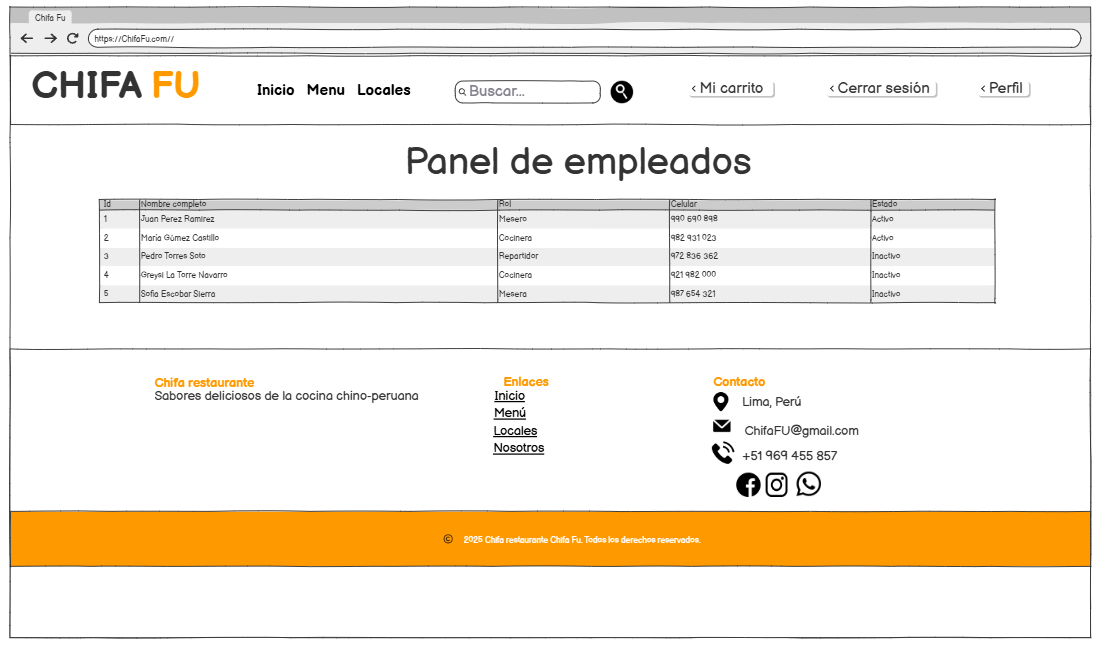 Chifa Fu
https://ChifaFu.com//
CHIFA FU
Inicio Menu Locales
Buscar...
< Mi carrito
< Cerrar sesión
< Perfil
Panel de empleados
Id Nombre completo Rol Celular Estado
1 Juan Perez Ramirez Mesero 990 690 898 Activo
2 María Gómez Castillo Cocinera 982 931 023 Activo
3 Pedro Torres Soto Repartidor 972 836 362 Inactivo
4 Greysi La Torre Navarro Cocinera 921 982 000 Inactivo
5 Sofia Escobar Sierra Mesera 987 654 321 Inactivo
Chifa restaurante
Sabores deliciosos de la cocina chino-peruana
Enlaces
Inicio
Menú
Locales
Nosotros
Contacto
Lima, Perú
ChifaFU@gmail.com
+51 969 455 857
© 2025 Chifa restaurante Chifa Fu. Todos los derechos reservados.